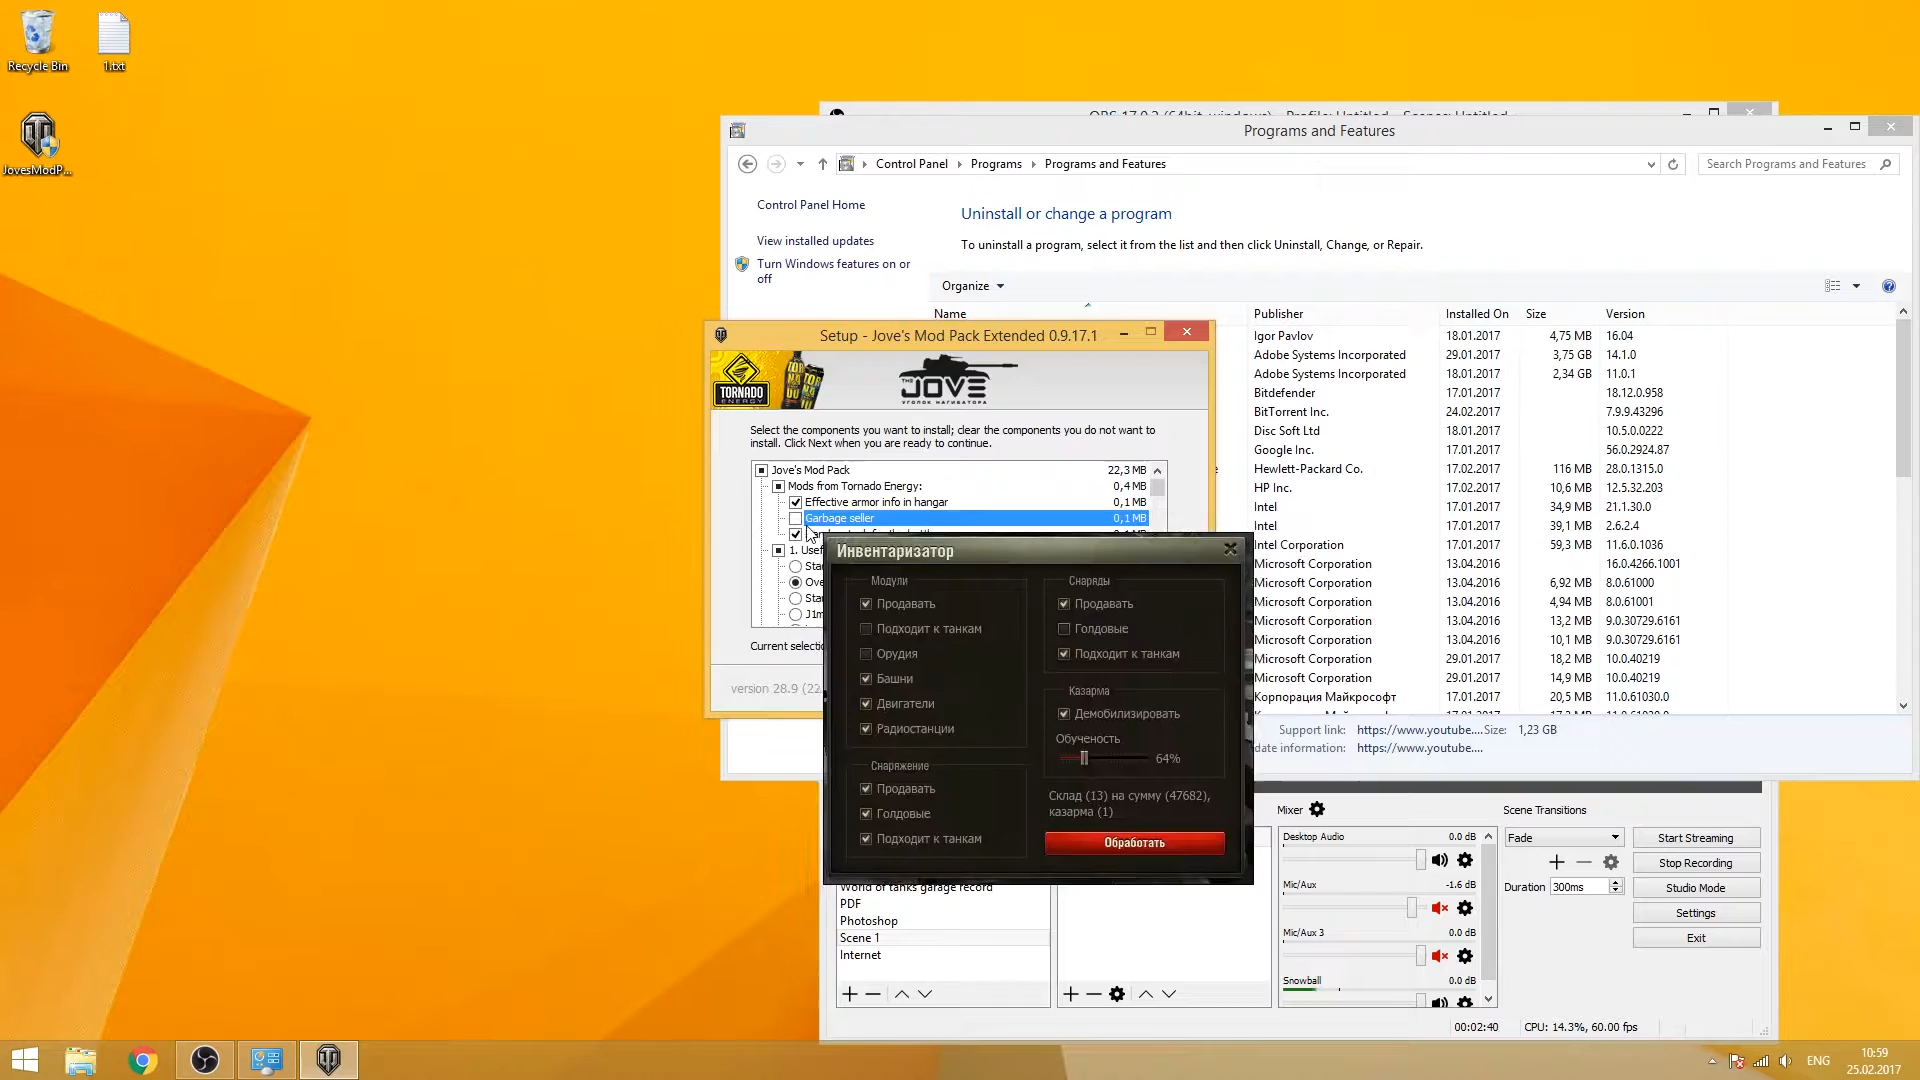 Recycle Bin
1.txt
JovesModP...
Programs and Features
Control Panel
Programs
Programs and Features
Search Programs and Features
Control Panel Home
View installed updates
Turn Windows features on or
off
Uninstall or change a program
To uninstall a program, select it from the list and then click Uninstall, Change, or Repair.
Organize
Name
Publisher
Installed On
Size
Version
Igor Pavlov 18.01.2017 4,75 MB 16.04
Adobe Systems Incorporated 29.01.2017 3,75 GB 14.1.0
Adobe Systems Incorporated 18.01.2017 2,34 GB 11.0.1
Bitdefender 17.01.2017 18.12.0.958
BitTorrent Inc. 24.02.2017 7.9.9.43296
Disc Soft Ltd 18.01.2017 10.5.0.0222
Google Inc. 17.01.2017 56.0.2924.87
Hewlett-Packard Co. 17.02.2017 116 MB 28.0.1315.0
HP Inc. 17.02.2017 10,6 MB 12.5.32.203
Intel 17.01.2017 34,9 MB 21.1.30.0
Intel 17.01.2017 39,1 MB 2.6.2.4
Intel Corporation 17.01.2017 59,3 MB 11.6.0.1036
Microsoft Corporation 13.04.2017 16.0.4266.1001
Microsoft Corporation 13.04.2016 6,92 MB 8.0.61000
Microsoft Corporation 13.04.2016 4,94 MB 8.0.61001
Microsoft Corporation 13.04.2016 13,2 MB 9.0.30729.6161
Microsoft Corporation 13.04.2016 10,1 MB 9.0.30729.6161
Microsoft Corporation 29.01.2017 18,2 MB 10.0.40219
Microsoft Corporation 29.01.2017 14,9 MB 10.0.40219
Корпорация Майкрософт 17.01.2017 20,5 MB 11.0.61030.0
Support link: https://www.youtube.... Size: 1,23 GB
date information: https://www.youtube....
Setup - Jove's Mod Pack Extended 0.9.17.1
TORNADO
ENERGY
THE
JOVE
УГОЛОК НАГИБАТОРА
Select the components you want to install; clear the components you do not want to
install. Click Next when you are ready to continue.
Jove's Mod Pack 22,3 MB
Mods from Tornado Energy: 0,4 MB
Effective armor info in hangar 0,1 MB
Garbage seller 0,1 MB
1. Usef
Sta
Ove
Sta
J1m
Current selectio
version 28.9 (22
Инвентаризатор
Модули
Продавать
Подходит к танкам
Орудия
Башни
Двигатели
Радиостанции
Снаряжение
Продавать
Голдовые
Подходит к танкам
Снаряды
Продавать
Голдовые
Подходит к танкам
Казарма
Демобилизировать
Обученость
64%
Склад (13) на сумму (47682),
казарма (1)
Обработать
World of tanks garage record
PDF
Photoshop
Scene 1
Internet
Mixer
Desktop Audio 0.0 dB
Mic/Aux -1.6 dB
Mic/Aux 3 0.0 dB
Snowball 0.0 dB
Scene Transitions
Fade
Duration 300ms
Start Streaming
Stop Recording
Studio Mode
Settings
Exit
00:02:40
CPU: 14.3%, 60.00 fps
ENG
10:59
25.02.2017